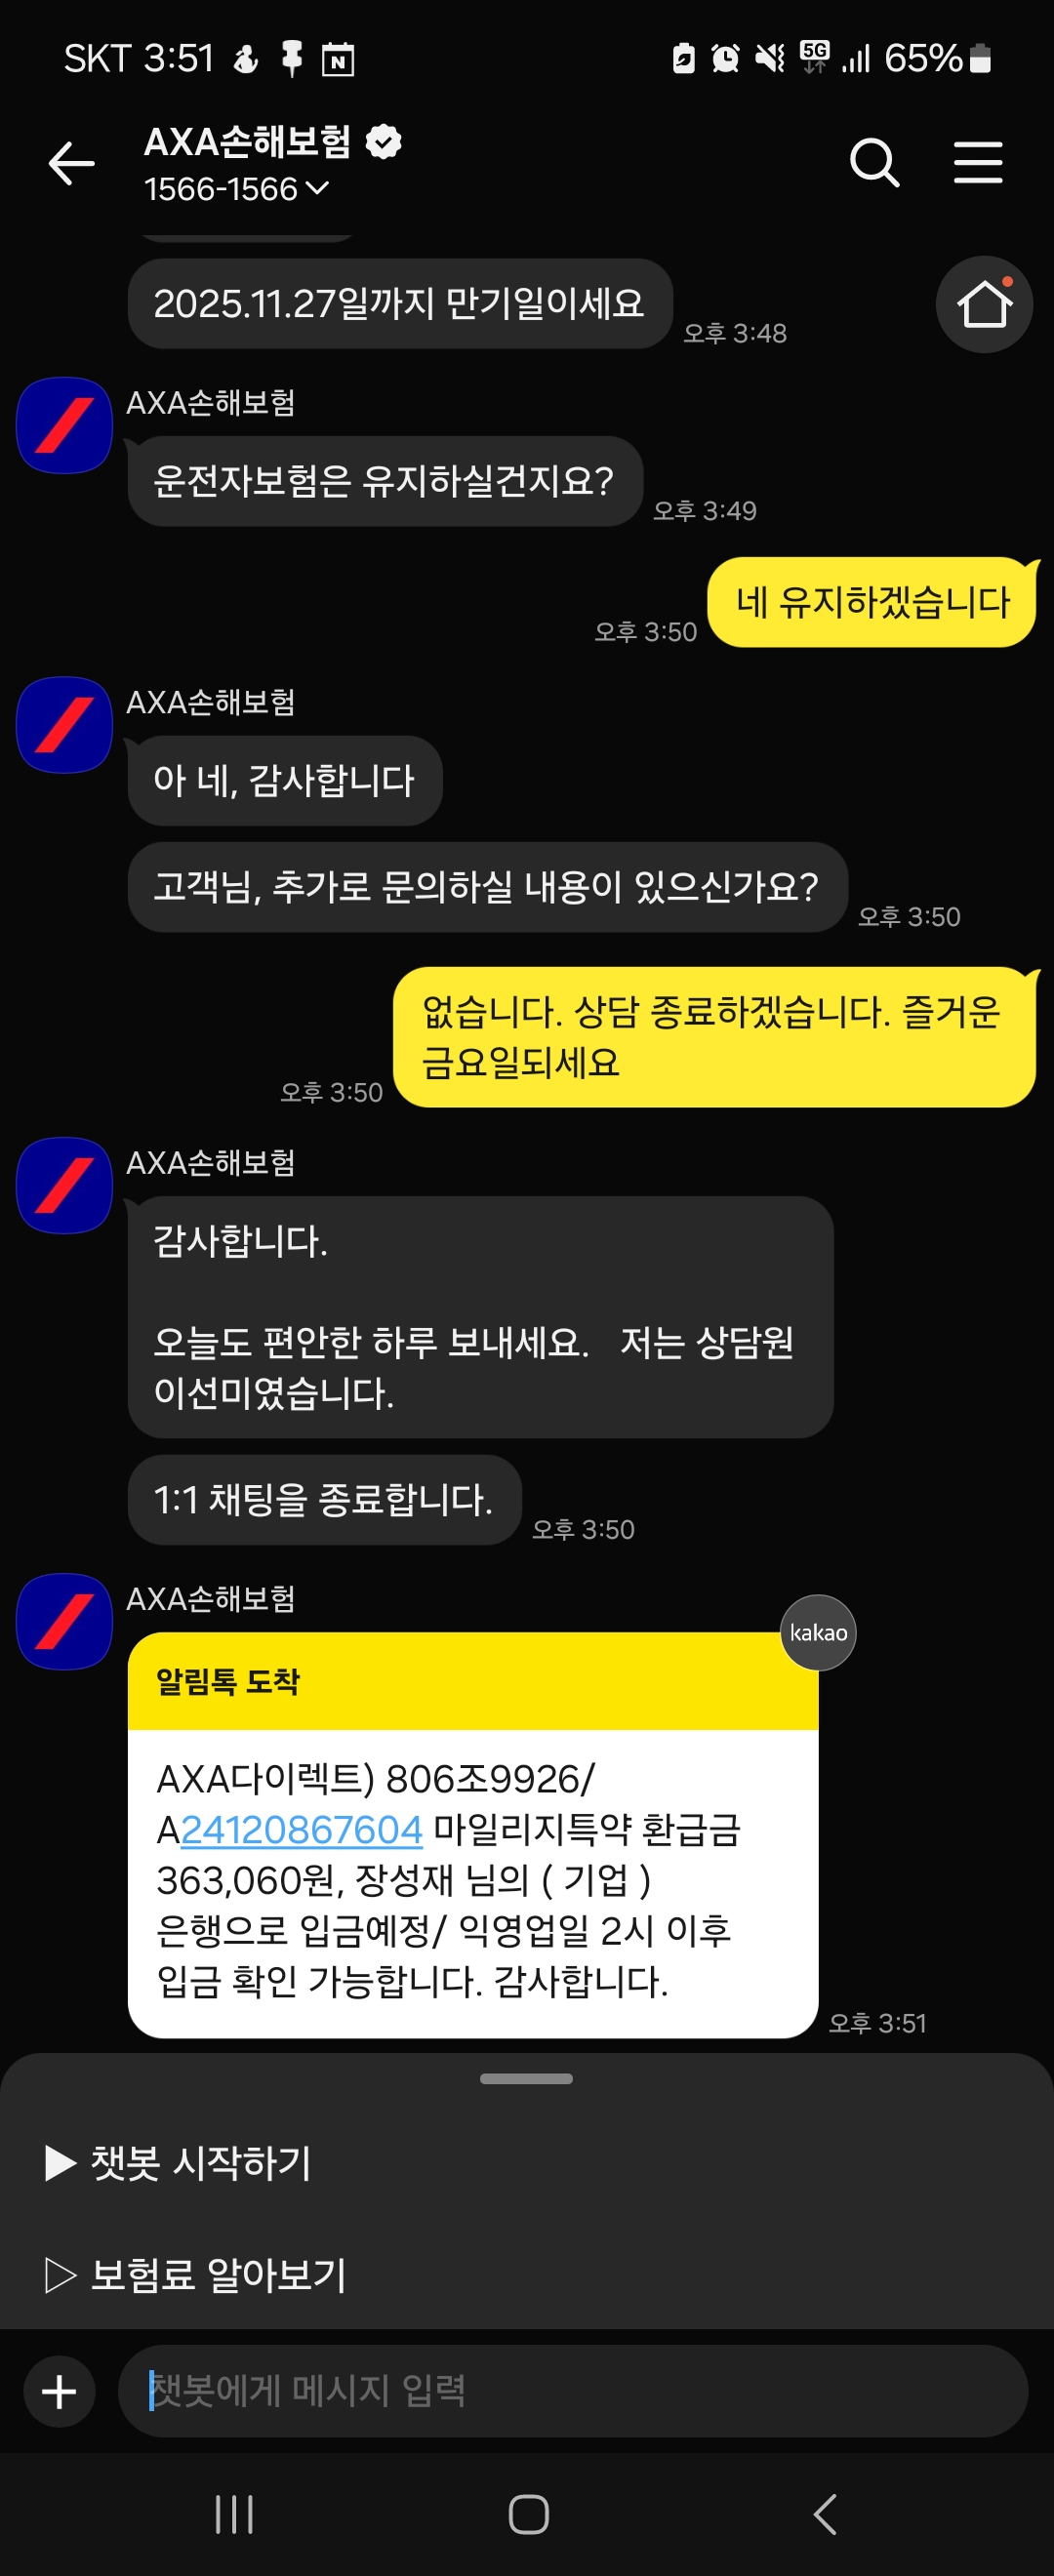 SKT 3:51
N
5G
65%
AXA손해보험
1566-1566
2025.11.27일까지 만기일이세요
오후 3:48
AXA손해보험
운전자보험은 유지하실건지요?
오후 3:49
네 유지하겠습니다
오후 3:50
AXA손해보험
아 네, 감사합니다
고객님, 추가로 문의하실 내용이 있으신가요?
오후 3:50
없습니다. 상담 종료하겠습니다. 즐거운
금요일되세요
오후 3:50
AXA손해보험
감사합니다.
오늘도 편안한 하루 보내세요.   저는 상담원
이선미였습니다.
1:1 채팅을 종료합니다.
오후 3:50
AXA손해보험
kakao
알림톡 도착
AXA다이렉트) 806조9926/
A24120867604 마일리지특약 환급금
363,060원, 장성재 님의 ( 기업 )
은행으로 입금예정/ 익영업일 2시 이후
입금 확인 가능합니다. 감사합니다.
오후 3:51
▶ 챗봇 시작하기
▷ 보험료 알아보기
챗봇에게 메시지 입력